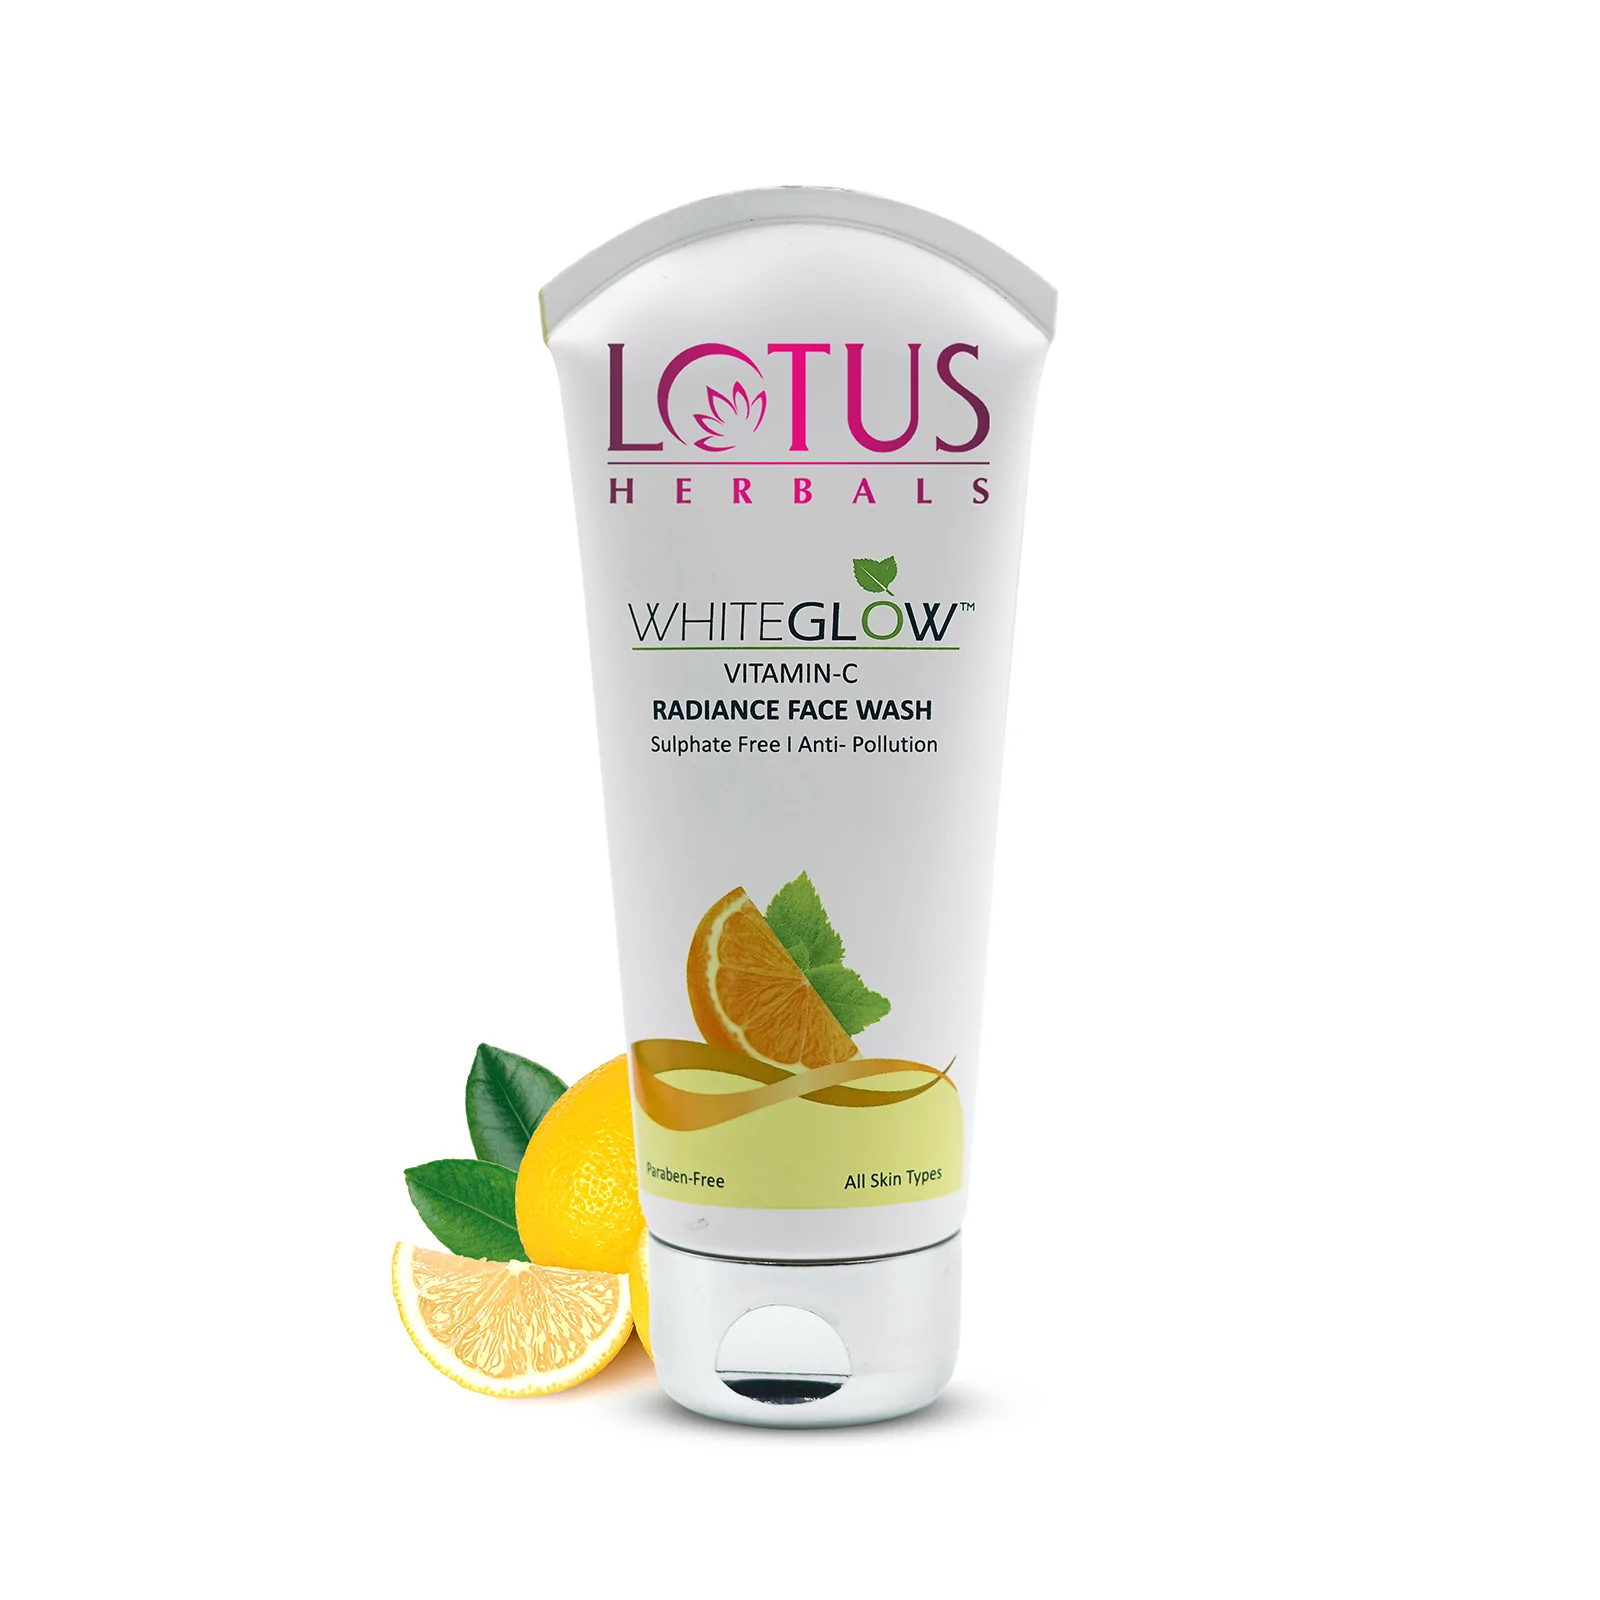 LOTUS
HERBALS
WHITEGLOW™
VITAMIN-C
RADIANCE FACE WASH
Sulphate Free I Anti- Pollution
Paraben-Free
All Skin Types